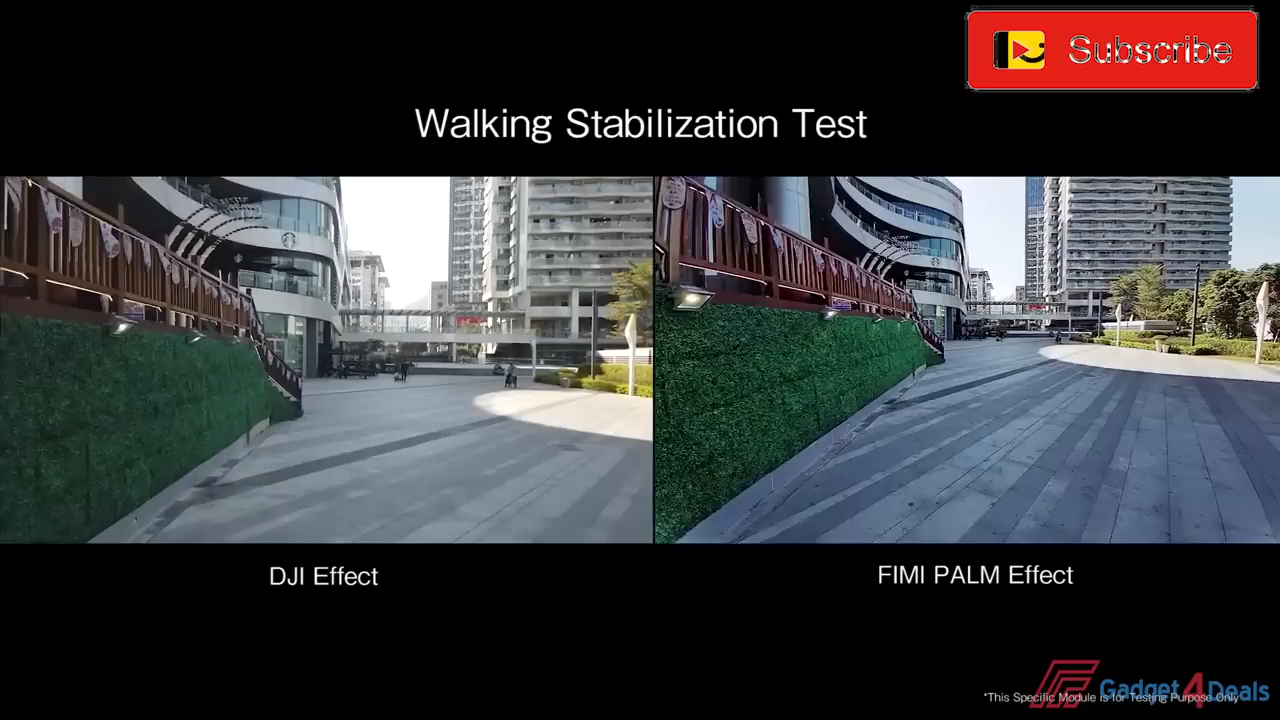 Subscribe
Walking Stabilization Test
DJI Effect
FIMI PALM Effect
*This Specific Module is for Testing Purpose Only
Gadget4Deals